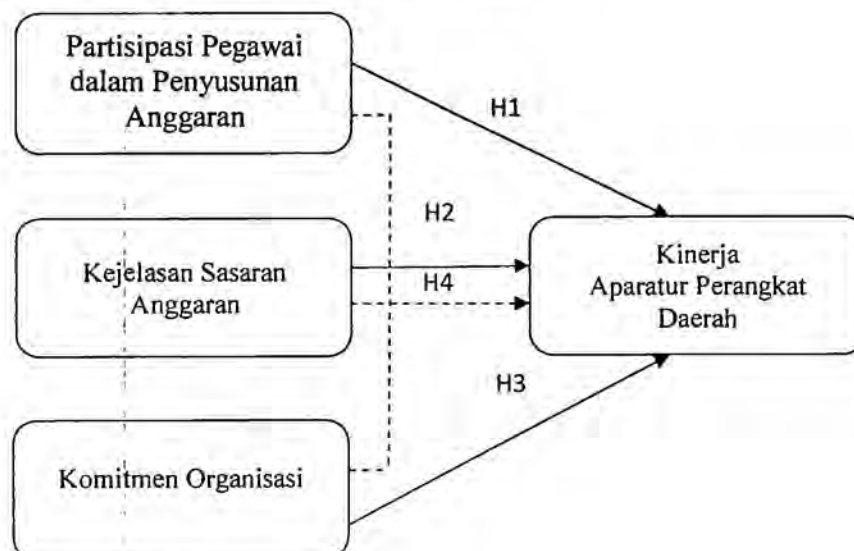 Partisipasi Pegawai
dalam Penyusunan
Anggaran
H1
H2
Kejelasan Sasaran
Anggaran
H4
Kinerja
Aparatur Perangkat
Daerah
H3
Komitmen Organisasi